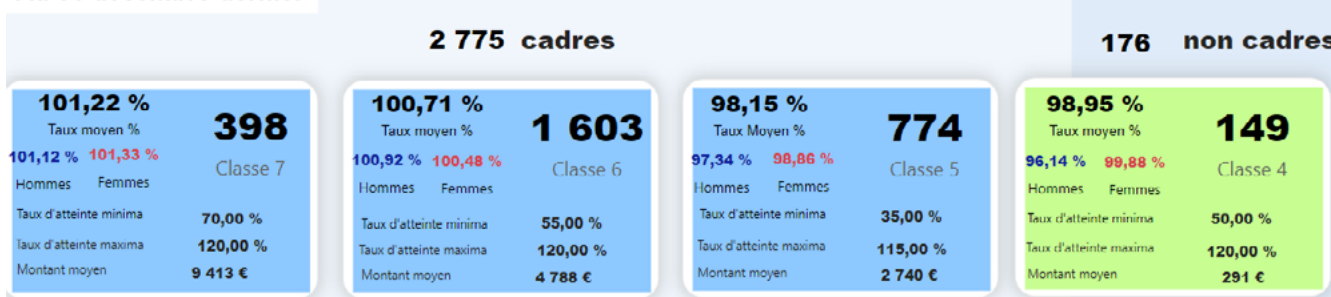 2 775 cadres
176 non cadres
101,22 %
Taux moyen %
398
101,12 % 101,33 %
Classe 7
Hommes Femmes
Taux d'atteinte minima 70,00 %
Taux d'atteinte maxima 120,00 %
Montant moyen 9 413 €
100,71 %
Taux moyen %
1 603
100,92 % 100,48 %
Classe 6
Hommes Femmes
Taux d'atteinte minima 55,00 %
Taux d'atteinte maxima 120,00 %
Montant moyen 4 788 €
98,15 %
Taux Moyen %
774
97,34 % 98,86 %
Classe 5
Hommes Femmes
Taux d'atteinte minima 35,00 %
Taux d'atteinte maxima 115,00 %
Montant moyen 2 740 €
98,95 %
Taux moyen %
149
96,14 % 99,88 %
Classe 4
Hommes Femmes
Taux d'atteinte minima 50,00 %
Taux d'atteinte maxima 120,00 %
Montant moyen 291 €